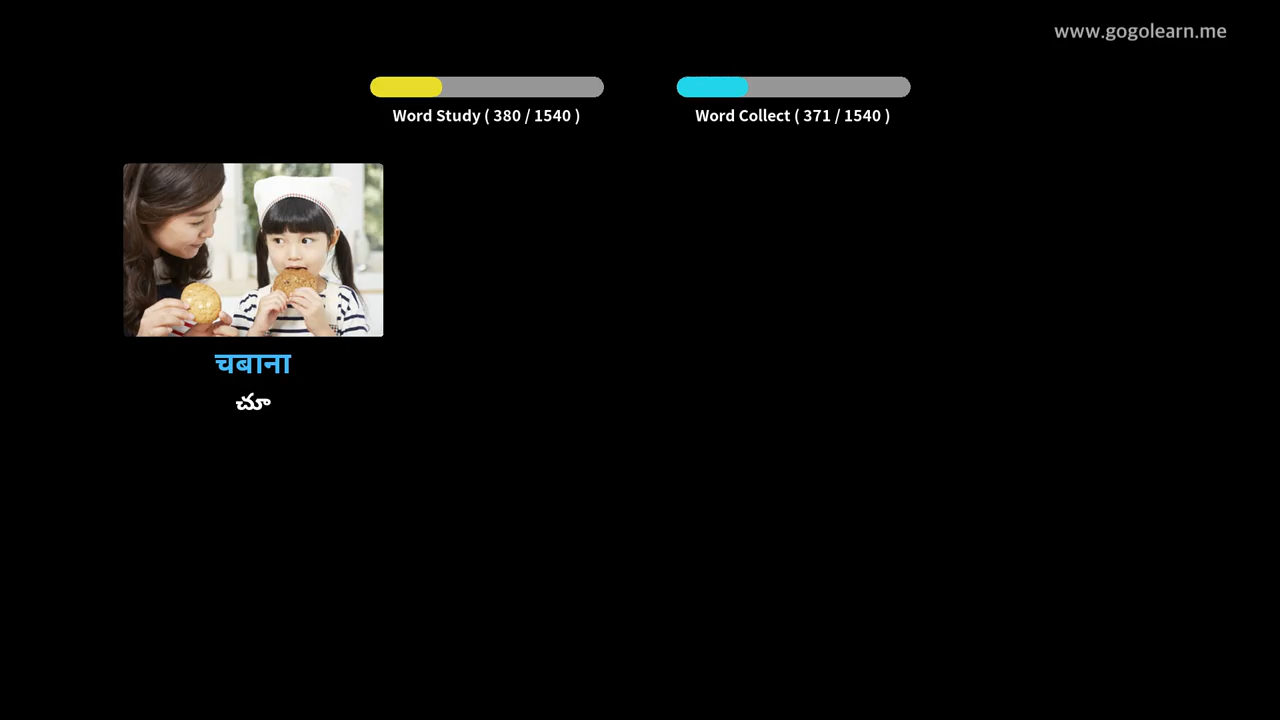 www.gogolearn.me
Word Study ( 380 / 1540 )
Word Collect ( 371 / 1540 )
चबाना
చూ